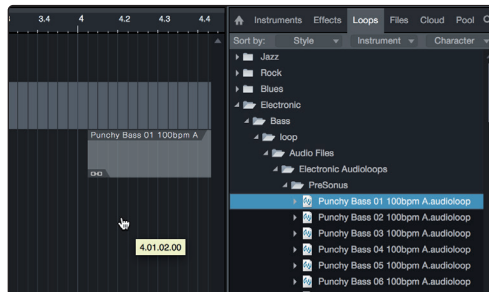 3.4 4 4.2 4.3 4.4
Punchy Bass 01 100bpm A
4.01.02.00
Instruments Effects Loops Files Cloud Pool
Sort by: Style Instrument Character
Jazz
Rock
Blues
Electronic
Bass
loop
Audio Files
Electronic Audioloops
PreSonus
Punchy Bass 01 100bpm A.audioloop
Punchy Bass 02 100bpm A.audioloop
Punchy Bass 03 100bpm A.audioloop
Punchy Bass 04 100bpm A.audioloop
Punchy Bass 05 100bpm A.audioloop
Punchy Bass 06 100bpm A.audioloop